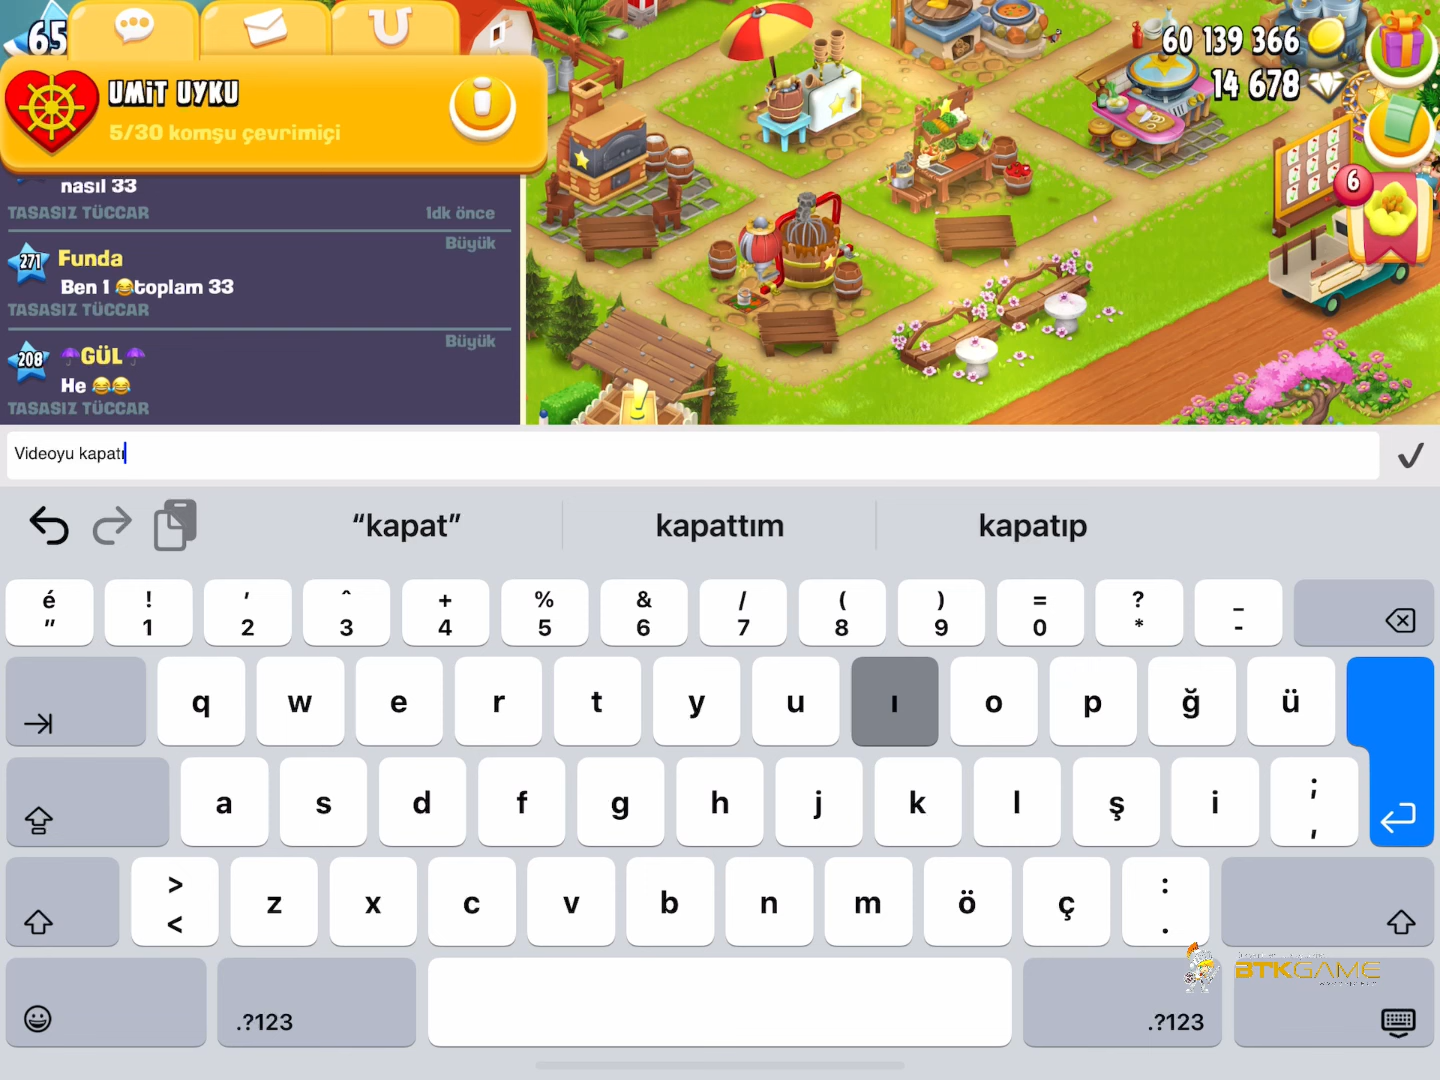 65
UMiT UYKU
5/30 komşu çevrimiçi
60 139 366
14 678
6
nasıl 33
TASASIZ TÜCCAR 1dk önce
Büyük
271 Funda
Ben 1 😂toplam 33
TASASIZ TÜCCAR
Büyük
208 ☂GÜL☂
He 😂😂
TASASIZ TÜCCAR
Videoyu kapatı
“kapat” kapattım kapatıp
é ! ' ^ + % & / ( ) = ? _
" 1 2 3 4 5 6 7 8 9 0 * -
q w e r t y u ı o p ğ ü
a s d f g h j k l ş i ; ,
> < z x c v b n m ö ç : .
.?123 .?123
BTKGAME